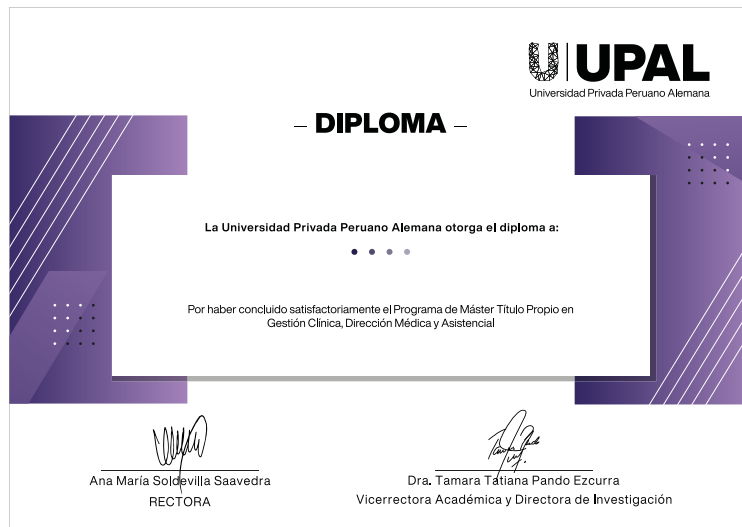 UPAL
Universidad Privada Peruano Alemana
– DIPLOMA –
La Universidad Privada Peruano Alemana otorga el diploma a:
Por haber concluido satisfactoriamente el Programa de Máster Título Propio en
Gestión Clínica, Dirección Médica y Asistencial
Ana María Soldevilla Saavedra
RECTORA
Dra. Tamara Tatiana Pando Ezcurra
Vicerrectora Académica y Directora de Investigación